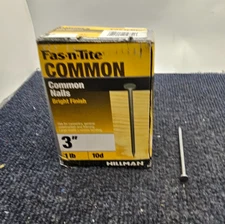 Fas-n-Tite
COMMON
Common
Nails
Bright Finish
3"
1 lb
10d
HILLMAN